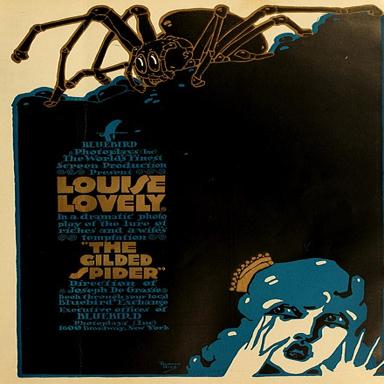 BLUEBIRD
Photoplays (Inc)
The World's Finest
Screen Production
Present
LOUISE
LOVELY
In a dramatic photo
play of the lure of
riches and a wife's
temptation
"THE
GILDED
SPIDER"
Direction of
Joseph De Grasse
Book through your local
Bluebird Exchange
Executive offices of
BLUEBIRD
Photoplays (Inc)
1600 Broadway, New York